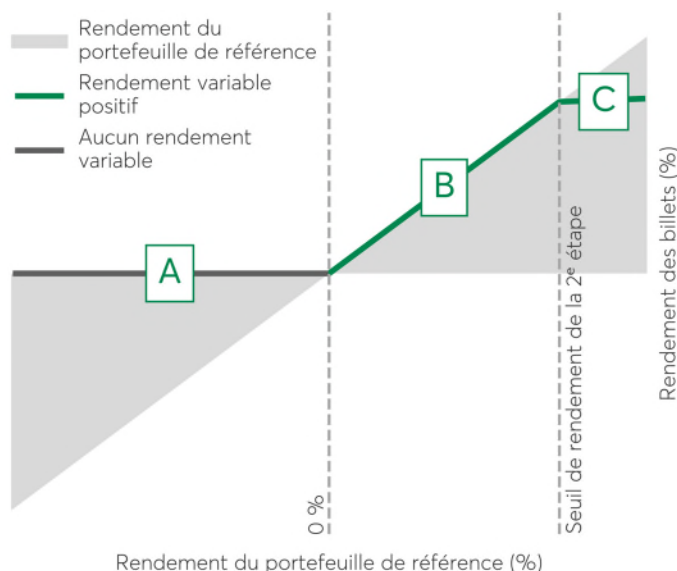 Rendement du
portefeuille de référence
Rendement variable
positif
Aucun rendement
variable
A
B
C
0 %
Seuil de rendement de la 2e étape
Rendement des billets (%)
Rendement du portefeuille de référence (%)